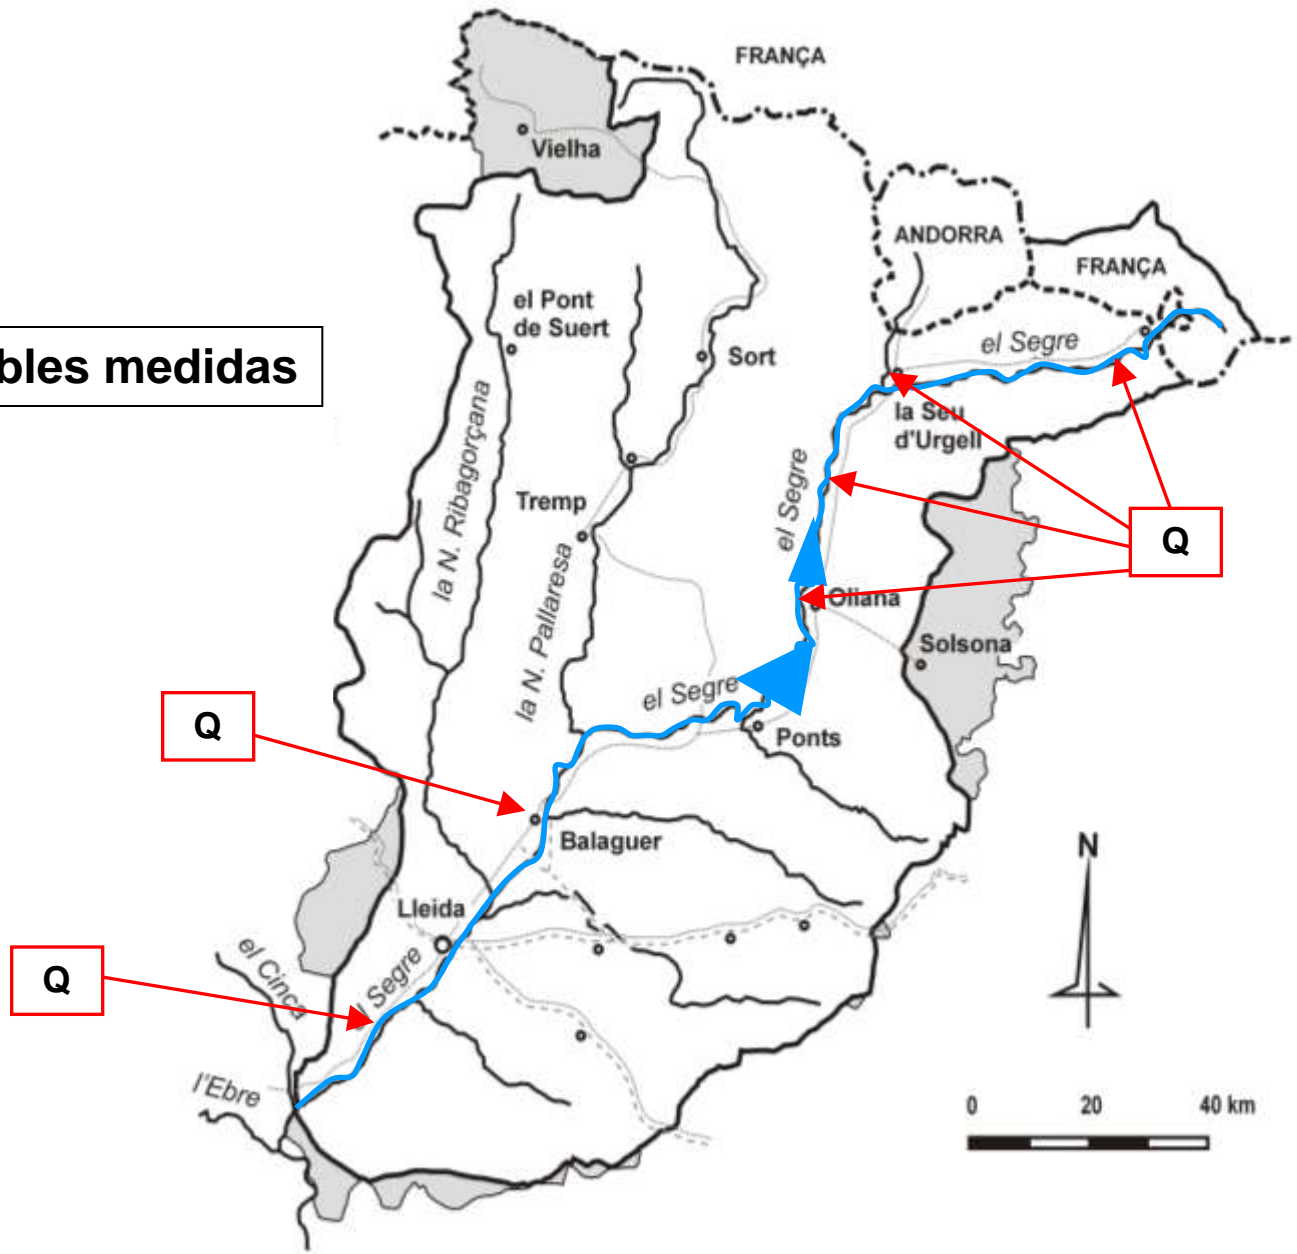 FRANÇA
Vielha
ANDORRA
FRANÇA
el Pont
de Suert
bles medidas
Sort
el Segre
la N. Ribagorçana
la Seu
d'Urgell
el Segre
Tremp
Q
la N. Pallaresa
Oliana
Solsona
el Segre
Q
Ponts
Balaguer
N
Lleida
el Cinca
el Segre
Q
l'Ebre
0 20 40 km